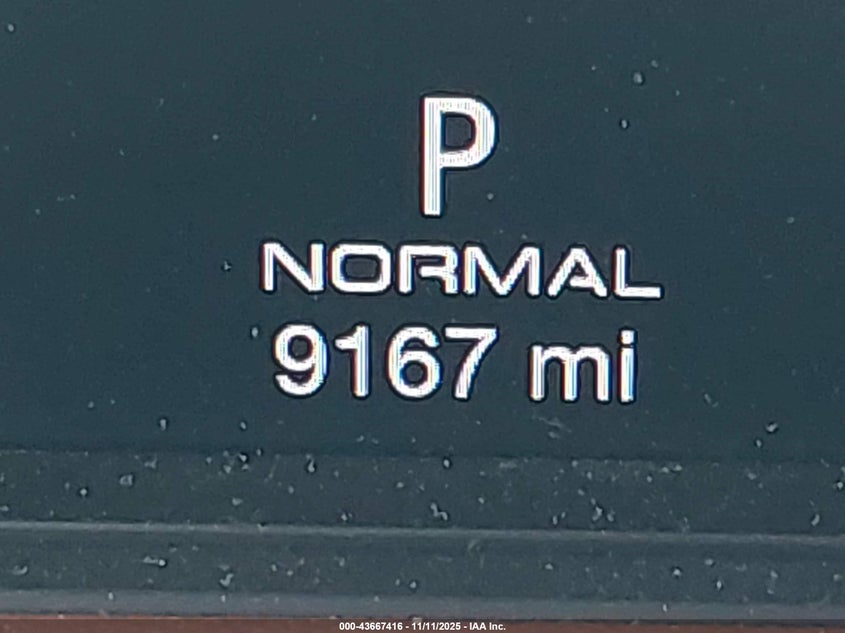 P
NORMAL
9167 mi
000-43667416 - 11/11/2025 - IAA Inc.